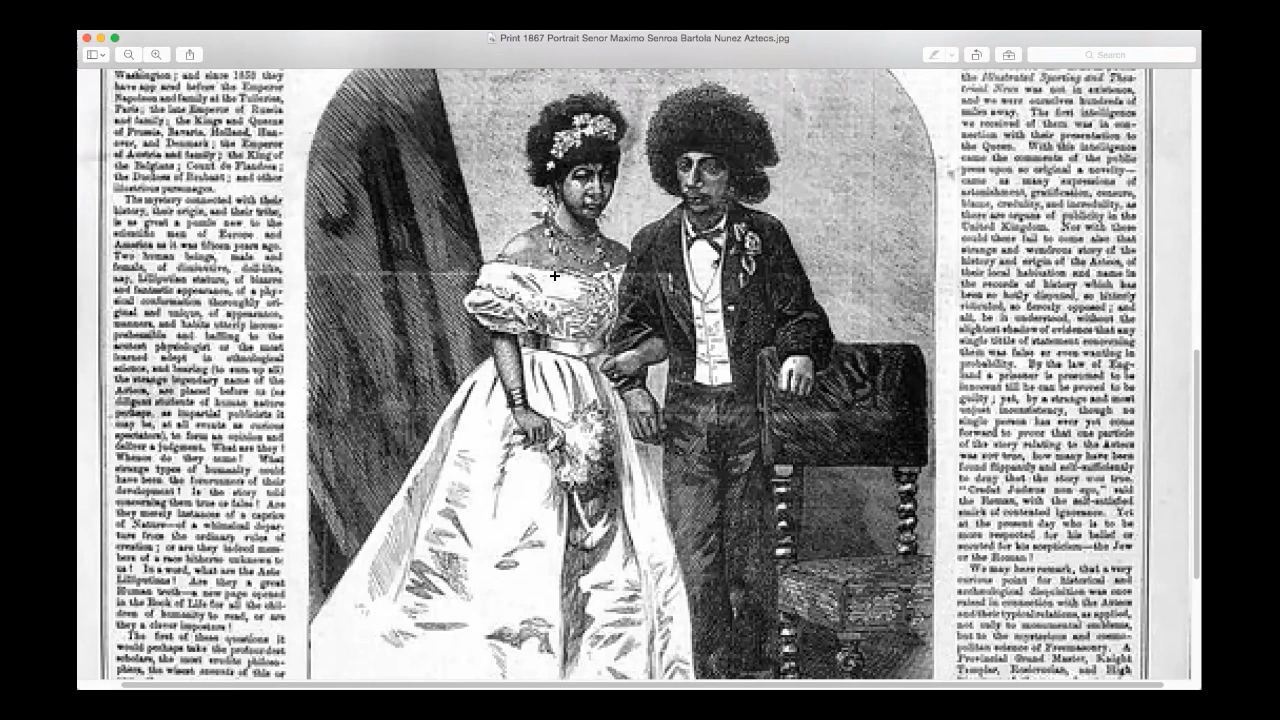 Print 1867 Portrait Senor Maximo Senroa Bartola Nunez Aztecs.jpg
Search
Washington; and since 1853 they
have app ared before the Emperor
Napoleon and family at the Tuileries,
Paris; the late Emperor of Russia
and family; the Kings and Queens
of Prussia, Bavaria, Holland, Han-
over, and Denmark; the Emperor
of Austria and family; the King of
the Belgians; Count de Flandres;
the Duchess of Brabant; and other
illustrious personages.
The mystery connected with their
history, their origin, and their tribe,
is as great a puzzle now to the
scientific men of Europe and
America as it was fifteen years ago.
Two human beings, male and
female, of diminutive, doll-like,
nay, Lilliputian stature, of bizarre
and fantastic appearance, of a phy-
sical conformation thoroughly ori-
ginal and unique, of appearance,
manners, and habits utterly incom-
prehensible and baffling to the
acutest physiologist the most
learned adept in ethnological
science, and bearing (to sum up all)
the strange legendary name of the
Aztecs, are placed before us (as
diligent students of human nature
perhaps, as impartial publicists it
may be, at all events as curious
spectators), to form an opinion and
deliver a judgment. What are they?
Whence do they come? What
strange types of humanity could
have been the forerunners of their
development? Is the story told
concerning them true or false? Are
they merely instances of a caprice
of Nature—of a whimsical depar-
ture from the ordinary rules of
creation; or are they indeed mem-
bers of a race hitherto unknown to
us? In a word, what are the Aztec
Lilliputians? Are they a great
Human truth—a new page opened
in the Book of Life for all the chil-
dren of humanity to read, or are
they a clever imposture?
The first of these questions it
would perhaps take the profoundest
scholars, the most erudite philoso-
phers, the wisest savants of this or
the Illustrated Sporting and Thea-
trical News was not in existence,
and we were ourselves hundreds of
miles away. The first intelligence
we received of them was in con-
nection with their presentation to
the Queen. With this intelligence
came the comments of the public
press upon so original a novelty—
came as many expressions of
astonishment, gratification, censure,
blame, credulity, and incredulity, as
there are organs of publicity in the
United Kingdom. Nor with these
could there fail to come also that
strange and wondrous story of the
history and origin of the Aztecs, of
their local habitation and name in
the records of history which has
been so hotly disputed, so bitterly
ridiculed, so fiercely opposed; and
all, be it understood, without the
slightest shadow of evidence that any
single tittle of statement concerning
them was false or even wanting in
probability. By the law of Eng-
land a prisoner is presumed to be
innocent till he can be proved to be
guilty; yet, by a strange and most
unjust inconsistency, though no
single person has ever yet come
forward to prove that one particle
of the story relating to the Aztecs
was not true, how many have been
found flippantly and self-sufficiently
to deny that the story was true.
"Credat Judæus non ego," said
the Roman, with the self-satisfied
smirk of contented ignorance. Yet
at the present day who is to be
more respected for his belief or
scouted for his scepticism—the Jew
or the Roman?
We may here remark, that a very
curious point for historical and
archæological disquisition was once
raised in connection with the Aztecs
and their typical relations, as applied,
not only to monumental emblems,
but to the mysterious and cosmo-
politan science of Freemasonry. A
Provincial Grand Master, Knight
Templar, Rosicrucian, and High